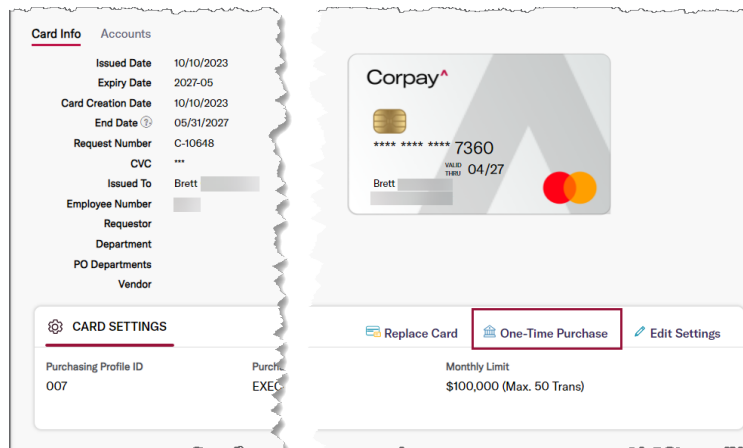 Card Info Accounts
Issued Date 10/10/2023
Expiry Date 2027-05
Card Creation Date 10/10/2023
End Date ? 05/31/2027
Request Number C-10648
CVC ***
Issued To Brett
Employee Number
Requestor
Department
PO Departments
Vendor
Corpay^
**** **** **** 7360
VALID THRU 04/27
Brett
CARD SETTINGS
Replace Card One-Time Purchase Edit Settings
Purchasing Profile ID
007
EXEC
Monthly Limit
$100,000 (Max. 50 Trans)